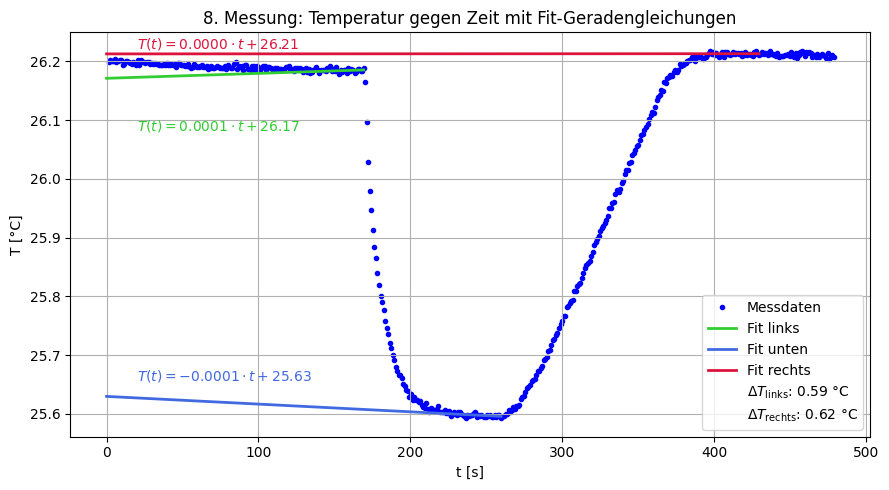 8. Messung: Temperatur gegen Zeit mit Fit-Geradengleichungen
T(t) = 0.0000 · t + 26.21
T(t) = 0.0001 · t + 26.17
T(t) = −0.0001 · t + 25.63
T [°C]
26.2
26.1
26.0
25.9
25.8
25.7
25.6
0 100 200 300 400 500
t [s]
Messdaten
Fit links
Fit unten
Fit rechts
ΔT_links: 0.59 °C
ΔT_rechts: 0.62 °C